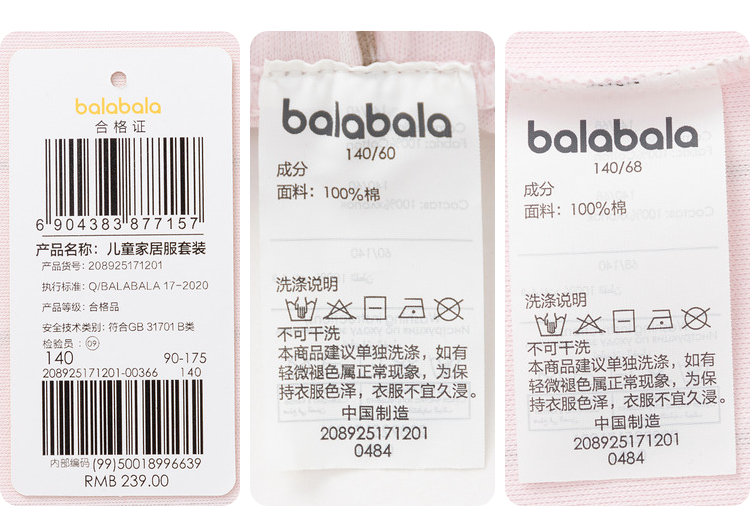 balabala
合格证
6 904383 877157
产品名称：儿童家居服套装
产品货号：208925171201
执行标准：Q/BALABALA 17-2020
产品等级：合格品
安全技术类别：符合GB 31701 B类
检验员：09
140 90-175
208925171201-00366 140
内部编码 (99)50018996639
RMB 239.00
balabala
140/60
成分
面料：100%棉
洗涤说明
不可干洗
本商品建议单独洗涤，如有
轻微褪色属正常现象，为保
持衣服色泽，衣服不宜久浸。
中国制造
208925171201
0484
balabala
140/68
成分
面料：100%棉
洗涤说明
不可干洗
本商品建议单独洗涤，如有
轻微褪色属正常现象，为保
持衣服色泽，衣服不宜久浸。
中国制造
208925171201
0484